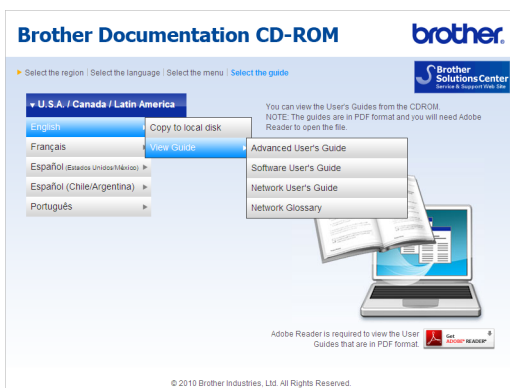 Brother Documentation CD-ROM
brother.
Select the region | Select the language | Select the menu | Select the guide
Brother
Solutions Center
Service & Support Web Site
U.S.A. / Canada / Latin America
You can view the User's Guides from the CDROM.
NOTE: The guides are in PDF format and you will need Adobe
Reader to open the file.
English
Copy to local disk
Français
View Guide
Advanced User's Guide
Español (Estados Unidos/México)
Software User's Guide
Español (Chile/Argentina)
Network User's Guide
Português
Network Glossary
Adobe Reader is required to view the User
Guides that are in PDF format.
Get
ADOBE® READER®
© 2010 Brother Industries, Ltd. All Rights Reserved.